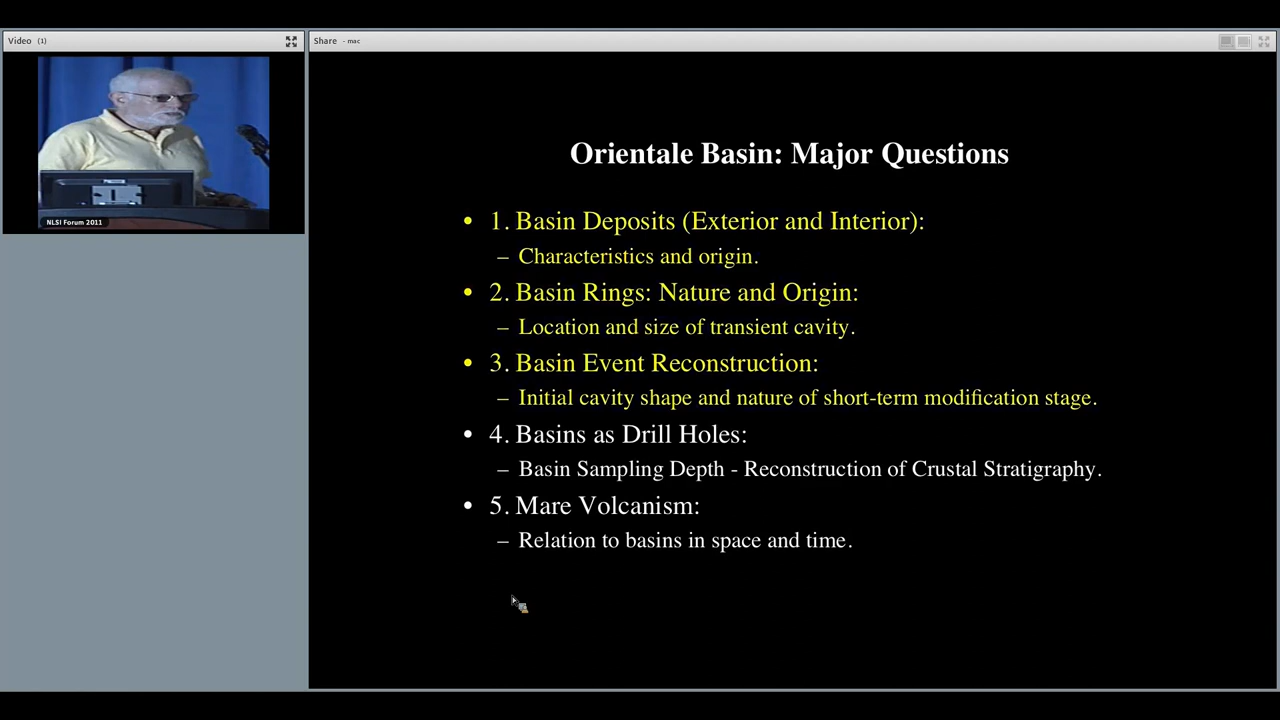 Video (1)
Share - mac
NLSI Forum 2011
Orientale Basin: Major Questions
• 1. Basin Deposits (Exterior and Interior):
– Characteristics and origin.
• 2. Basin Rings: Nature and Origin:
– Location and size of transient cavity.
• 3. Basin Event Reconstruction:
– Initial cavity shape and nature of short-term modification stage.
• 4. Basins as Drill Holes:
– Basin Sampling Depth - Reconstruction of Crustal Stratigraphy.
• 5. Mare Volcanism:
– Relation to basins in space and time.